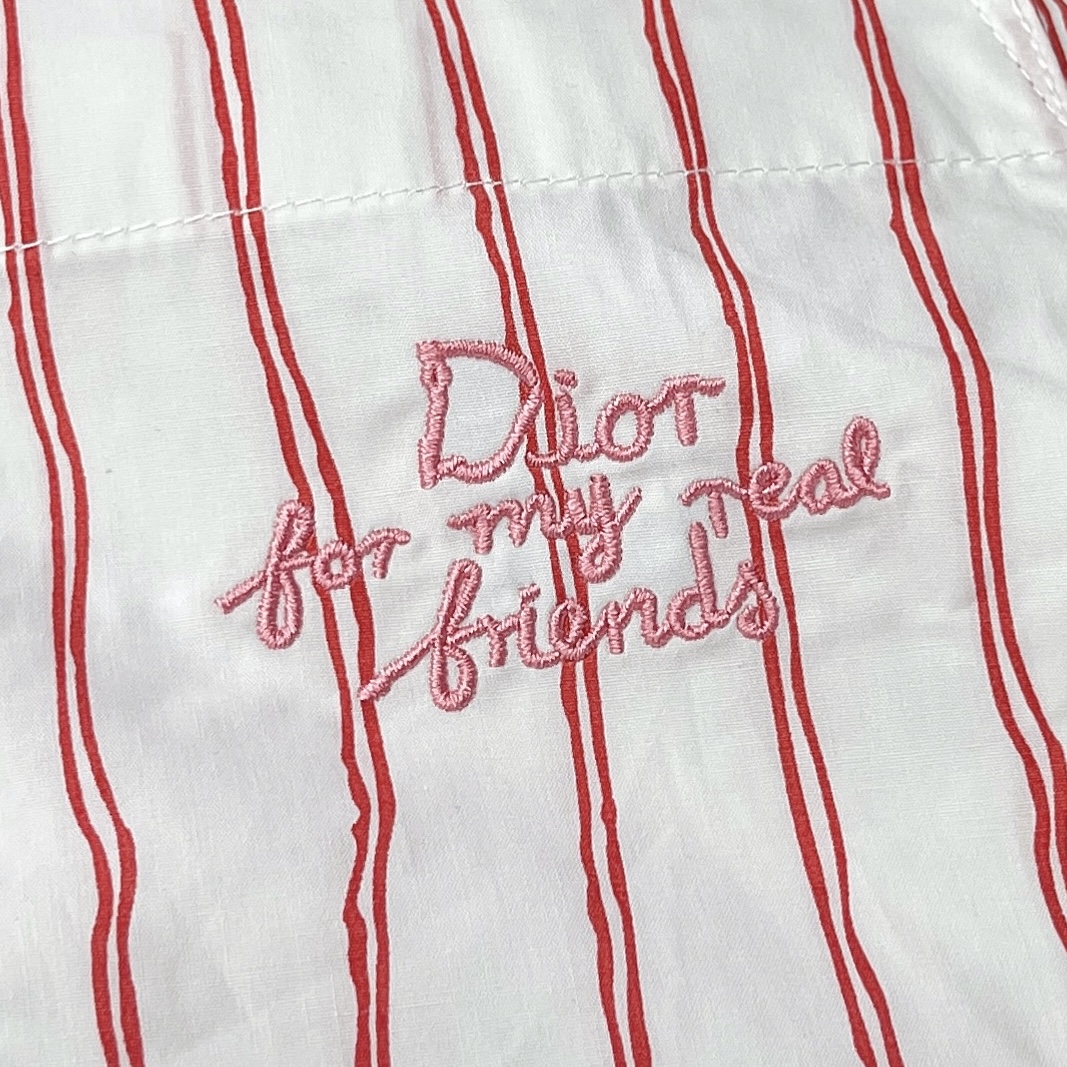 Dior
for my real
friends